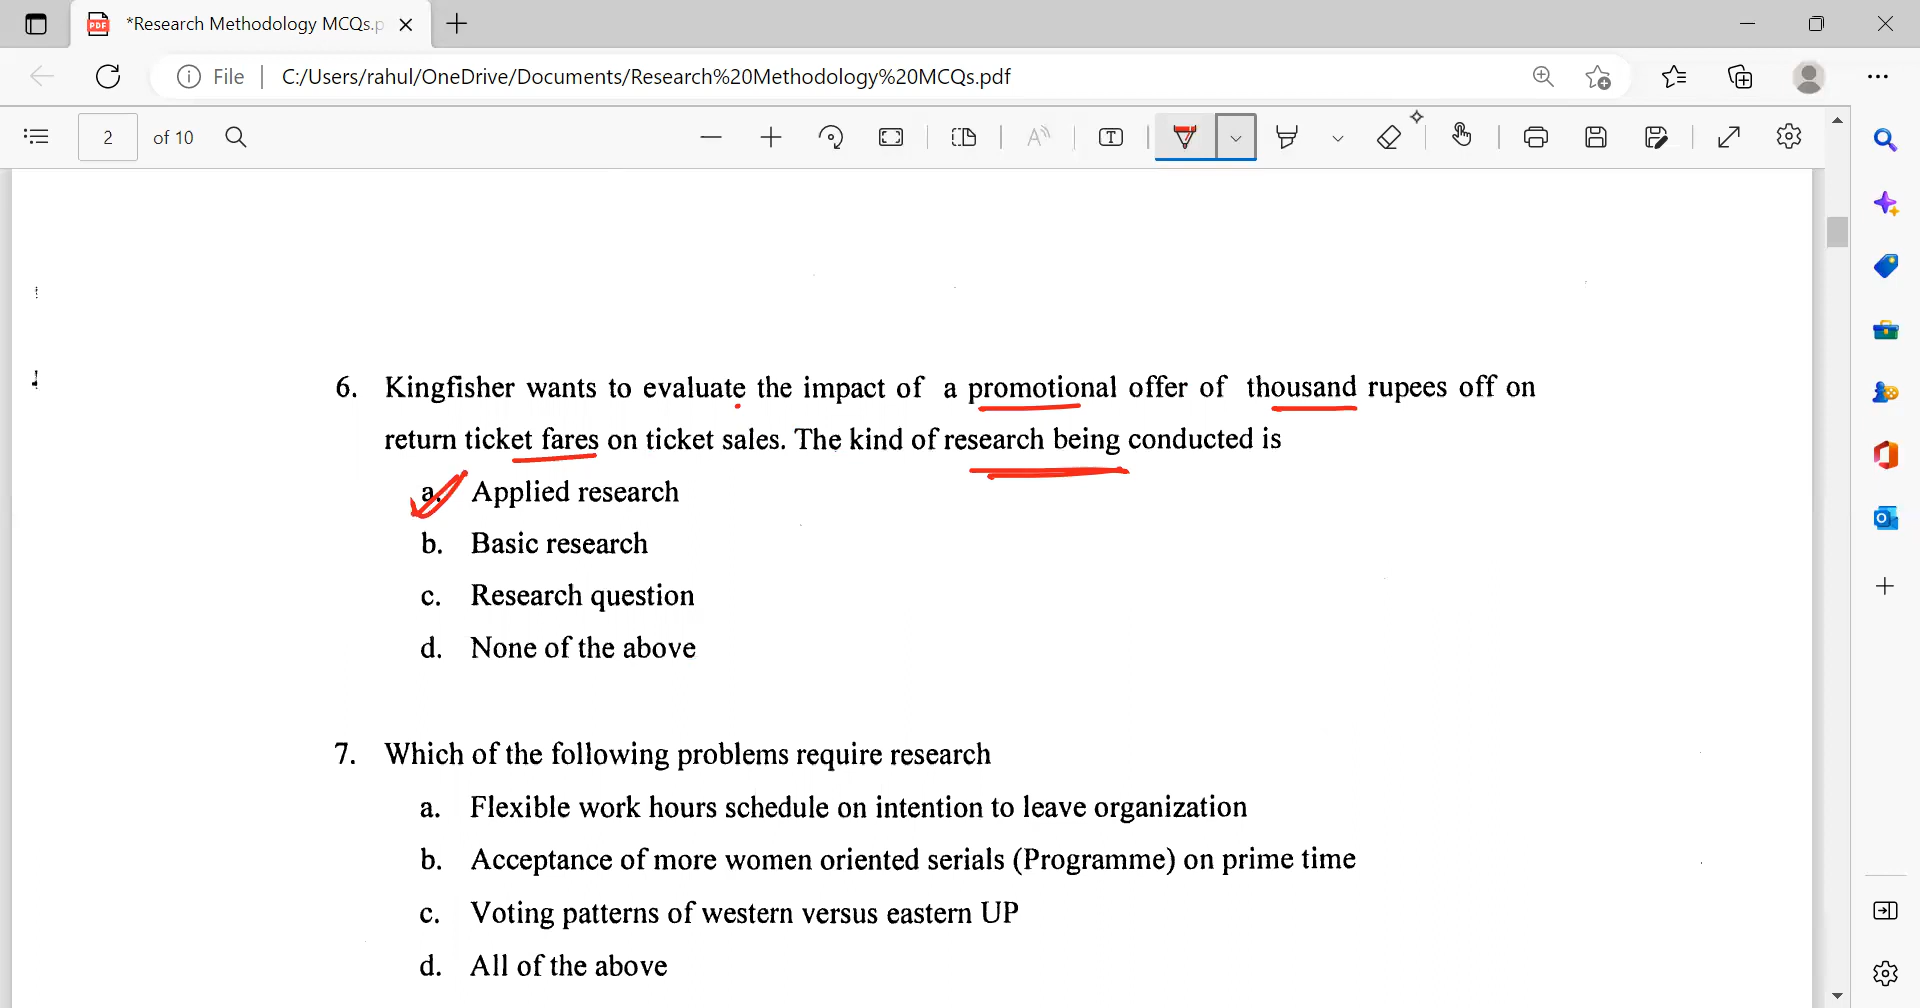 *Research Methodology MCQs.p
File
C:/Users/rahul/OneDrive/Documents/Research%20Methodology%20MCQs.pdf
2 of 10
6. Kingfisher wants to evaluate the impact of a promotional offer of thousand rupees off on
return ticket fares on ticket sales. The kind of research being conducted is
a. Applied research
b. Basic research
c. Research question
d. None of the above
7. Which of the following problems require research
a. Flexible work hours schedule on intention to leave organization
b. Acceptance of more women oriented serials (Programme) on prime time
c. Voting patterns of western versus eastern UP
d. All of the above